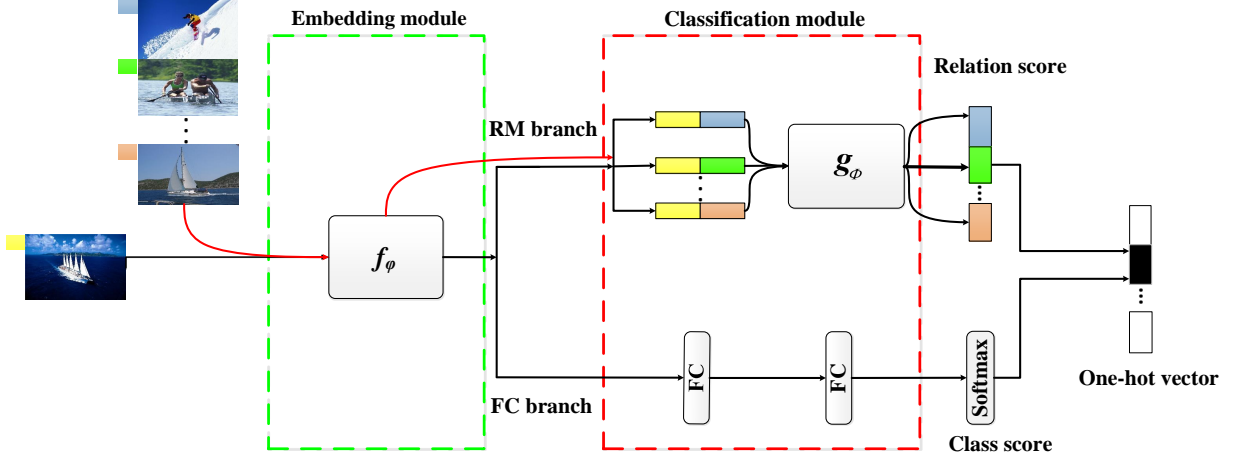 Embedding module
Classification module
Relation score
RM branch
g_Φ
f_φ
FC
FC
Softmax
FC branch
One-hot vector
Class score